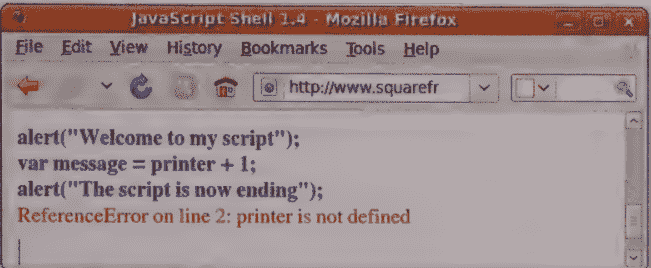 JavaScript Shell 1.4 - Mozilla Firefox
File Edit View History Bookmarks Tools Help
http://www.squarefr
alert("Welcome to my script");
var message = printer + 1;
alert("The script is now ending");
ReferenceError on line 2: printer is not defined